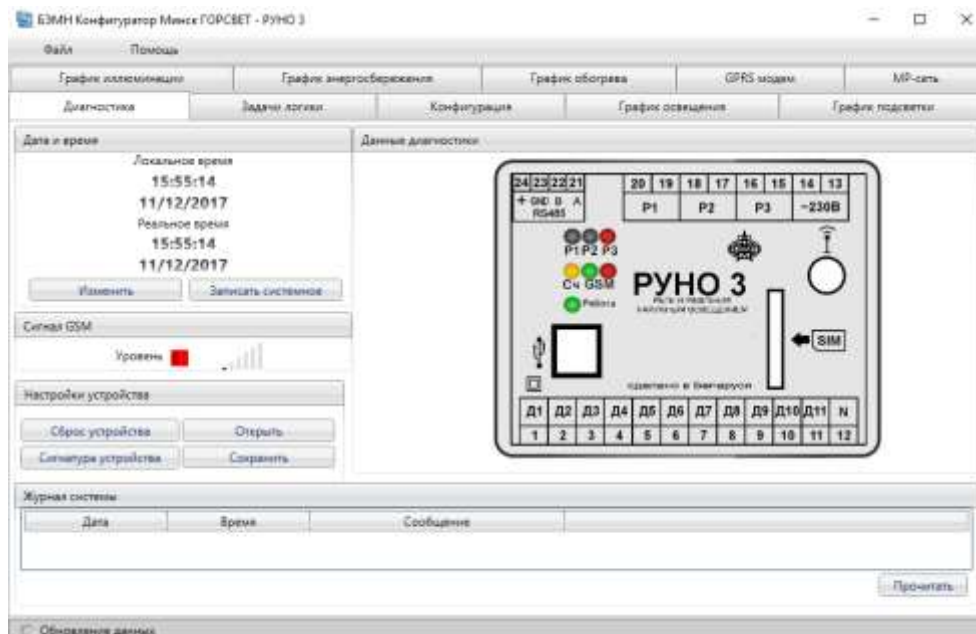 БЭМН Конфигуратор Минск ГОРСВЕТ - РУНО 3
Файл Помощь
График иллюминации График энергосбережения График обогрева GPRS модем МР-сеть
Диагностика Задачи логики Конфигурация График освещения График подсветки
Дата и время
Данные диагностики
Локальное время
15:55:14
11/12/2017
Реальное время
15:55:14
11/12/2017
Изменить Записать системное
Сигнал GSM
Уровень
Настройки устройства
Сброс устройства Открыть
Сигнатура устройства Сохранить
24 23 22 21 20 19 18 17 16 15 14 13
+ GND B A P1 P2 P3 ~230В
RS485
P1 P2 P3
Сч GSM
Работа
РУНО 3
SIM
сделано в Беларуси
Д1 Д2 Д3 Д4 Д5 Д6 Д7 Д8 Д9 Д10 Д11 N
1 2 3 4 5 6 7 8 9 10 11 12
Журнал системы
Дата Время Сообщение
Прочитать
Обновление данных